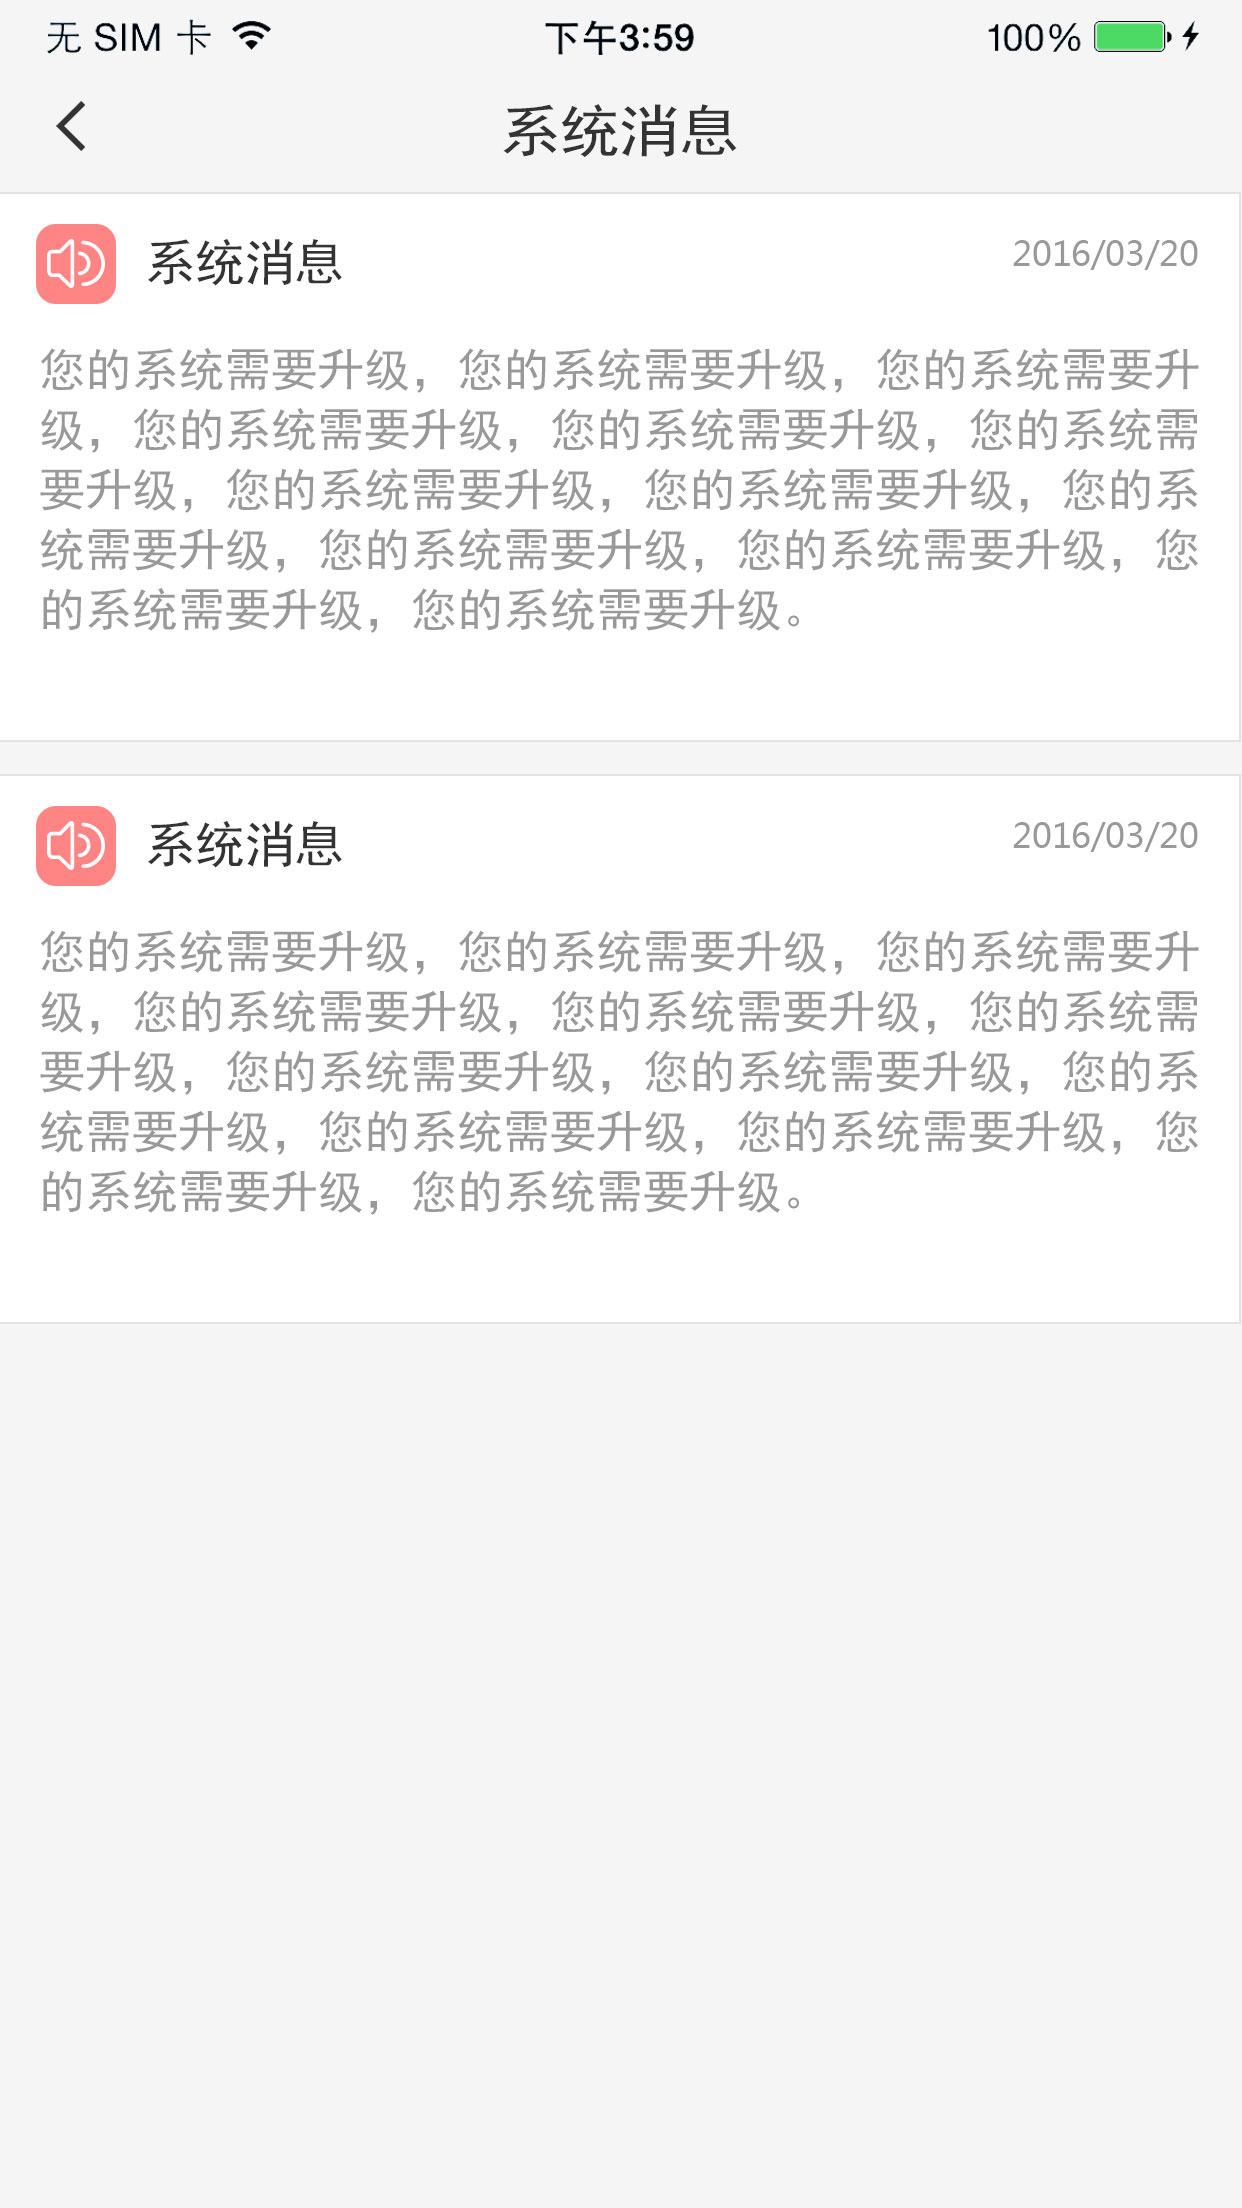 无 SIM 卡
下午3:59
100%
系统消息
系统消息
2016/03/20
您的系统需要升级，您的系统需要升级，您的系统需要升
级，您的系统需要升级，您的系统需要升级，您的系统需
要升级，您的系统需要升级，您的系统需要升级，您的系
统需要升级，您的系统需要升级，您的系统需要升级，您
的系统需要升级，您的系统需要升级。
系统消息
2016/03/20
您的系统需要升级，您的系统需要升级，您的系统需要升
级，您的系统需要升级，您的系统需要升级，您的系统需
要升级，您的系统需要升级，您的系统需要升级，您的系
统需要升级，您的系统需要升级，您的系统需要升级，您
的系统需要升级，您的系统需要升级。